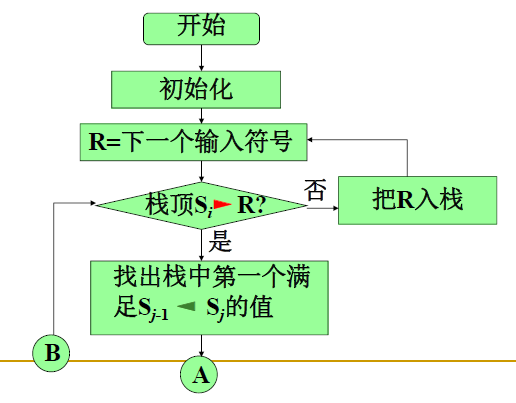 开始
初始化
R=下一个输入符号
栈顶Si R?
否
把R入栈
是
找出栈中第一个满
足Sj-1 Sj的值
B
A